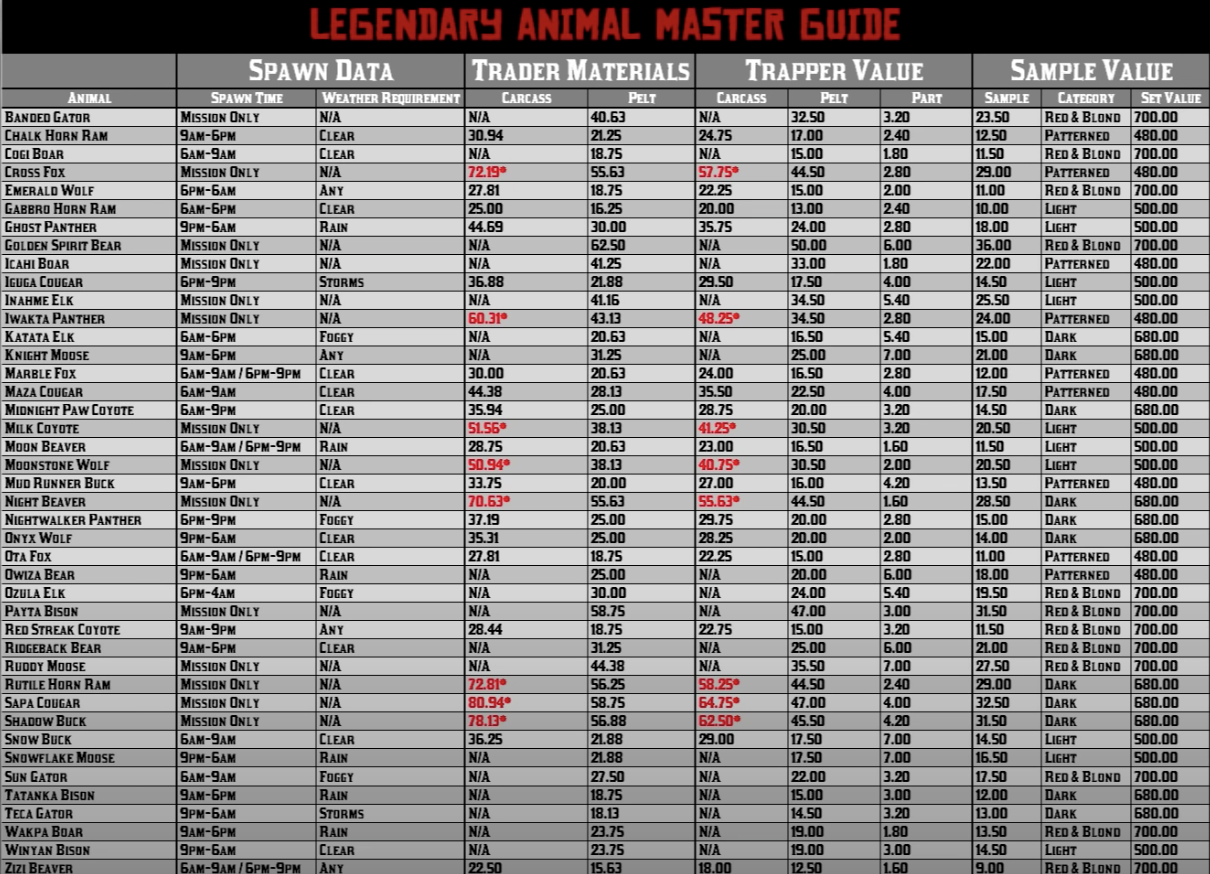 LEGENDARY ANIMAL MASTER GUIDE
SPAWN DATA TRADER MATERIALS TRAPPER VALUE SAMPLE VALUE
ANIMAL SPAWN TIME WEATHER REQUIREMENT CARCASS PELT CARCASS PELT PART SAMPLE CATEGORY SET VALUE
BANDED GATOR MISSION ONLY N/A N/A 40.63 N/A 32.50 3.20 23.50 RED & BLOND 700.00
CHALK HORN RAM 9AM-6PM CLEAR 30.94 21.25 24.75 17.00 2.40 12.50 PATTERNED 480.00
COGI BOAR 6AM-9AM CLEAR N/A 18.75 N/A 15.00 1.80 11.50 RED & BLOND 700.00
CROSS FOX MISSION ONLY N/A 72.19* 55.63 57.75* 44.50 2.80 29.00 PATTERNED 480.00
EMERALD WOLF 6PM-6AM ANY 27.81 18.75 22.25 15.00 2.00 11.00 RED & BLOND 700.00
GABBRO HORN RAM 6AM-6PM CLEAR 25.00 16.25 20.00 13.00 2.40 10.00 LIGHT 500.00
GHOST PANTHER 9PM-6AM RAIN 44.69 30.00 35.75 24.00 2.80 18.00 LIGHT 500.00
GOLDEN SPIRIT BEAR MISSION ONLY N/A N/A 62.50 N/A 50.00 6.00 36.00 RED & BLOND 700.00
ICAHI BOAR MISSION ONLY N/A N/A 41.25 N/A 33.00 1.80 22.00 PATTERNED 480.00
IGUGA COUGAR 6PM-9PM STORMS 36.88 21.88 29.50 17.50 4.00 14.50 LIGHT 500.00
INAHME ELK MISSION ONLY N/A N/A 41.16 N/A 34.50 5.40 25.50 LIGHT 500.00
IWAKTA PANTHER MISSION ONLY N/A 60.31* 43.13 48.25* 34.50 2.80 24.00 PATTERNED 480.00
KATATA ELK 6AM-6PM FOGGY N/A 20.63 N/A 16.50 5.40 15.00 DARK 680.00
KNIGHT MOOSE 9AM-6PM ANY N/A 31.25 N/A 25.00 7.00 21.00 DARK 680.00
MARBLE FOX 6AM-9AM / 6PM-9PM CLEAR 30.00 20.63 24.00 16.50 2.80 12.00 PATTERNED 480.00
MAZA COUGAR 6AM-9AM CLEAR 44.38 28.13 35.50 22.50 4.00 17.50 PATTERNED 480.00
MIDNIGHT PAW COYOTE 6AM-9PM CLEAR 35.94 25.00 28.75 20.00 3.20 14.50 DARK 680.00
MILK COYOTE MISSION ONLY N/A 51.56* 38.13 41.25* 30.50 3.20 20.50 LIGHT 500.00
MOON BEAVER 6AM-9AM / 6PM-9PM RAIN 28.75 20.63 23.00 16.50 1.60 11.50 LIGHT 500.00
MOONSTONE WOLF MISSION ONLY N/A 50.94* 38.13 40.75* 30.50 2.00 20.50 LIGHT 500.00
MUD RUNNER BUCK 9AM-6PM CLEAR 33.75 20.00 27.00 16.00 4.20 13.50 PATTERNED 480.00
NIGHT BEAVER MISSION ONLY N/A 70.63* 55.63 55.63* 44.50 1.60 28.50 DARK 680.00
NIGHTWALKER PANTHER 6PM-9PM FOGGY 37.19 25.00 29.75 20.00 2.80 15.00 DARK 680.00
ONYX WOLF 9PM-6AM CLEAR 35.31 25.00 28.25 20.00 2.00 14.00 DARK 680.00
OTA FOX 6AM-9AM / 6PM-9PM CLEAR 27.81 18.75 22.25 15.00 2.80 11.00 PATTERNED 480.00
OWIZA BEAR 9PM-6AM RAIN N/A 25.00 N/A 20.00 6.00 18.00 PATTERNED 480.00
OZULA ELK 6PM-4AM FOGGY N/A 30.00 N/A 24.00 5.40 19.50 RED & BLOND 700.00
PAYTA BISON MISSION ONLY N/A N/A 58.75 N/A 47.00 3.00 31.50 RED & BLOND 700.00
RED STREAK COYOTE 9AM-9PM ANY 28.44 18.75 22.75 15.00 3.20 11.50 RED & BLOND 700.00
RIDGEBACK BEAR 9AM-6PM CLEAR N/A 31.25 N/A 25.00 6.00 21.00 RED & BLOND 700.00
RUDDY MOOSE MISSION ONLY N/A N/A 44.38 N/A 35.50 7.00 27.50 RED & BLOND 700.00
RUTILE HORN RAM MISSION ONLY N/A 72.81* 56.25 58.25* 44.50 2.40 29.00 DARK 680.00
SAPA COUGAR MISSION ONLY N/A 80.94* 58.75 64.75* 47.00 4.00 32.50 DARK 680.00
SHADOW BUCK MISSION ONLY N/A 78.13* 56.88 62.50* 45.50 4.20 31.50 DARK 680.00
SNOW BUCK 6AM-9AM CLEAR 36.25 21.88 29.00 17.50 7.00 14.50 LIGHT 500.00
SNOWFLAKE MOOSE 9PM-6AM RAIN N/A 21.88 N/A 17.50 7.00 16.50 LIGHT 500.00
SUN GATOR 6AM-9AM FOGGY N/A 27.50 N/A 22.00 3.20 17.50 RED & BLOND 700.00
TATANKA BISON 9AM-6PM RAIN N/A 18.75 N/A 15.00 3.00 12.00 DARK 680.00
TECA GATOR 9PM-6AM STORMS N/A 18.13 N/A 14.50 3.20 13.00 DARK 680.00
WAKPA BOAR 9AM-6PM RAIN N/A 23.75 N/A 19.00 1.80 13.50 RED & BLOND 700.00
WINYAN BISON 9PM-6AM CLEAR N/A 23.75 N/A 19.00 3.00 14.50 LIGHT 500.00
ZIZI BEAVER 6AM-9AM / 6PM-9PM ANY 22.50 15.63 18.00 12.50 1.60 9.00 RED & BLOND 700.00